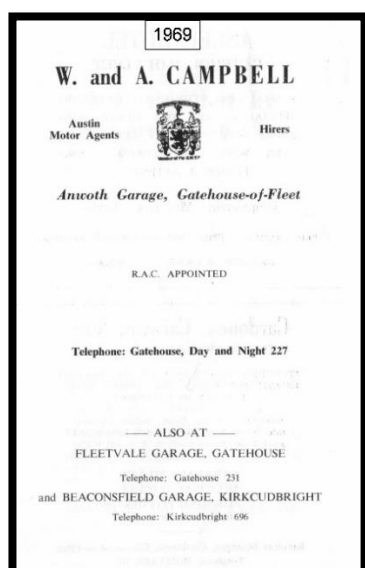 1969
W. and A. CAMPBELL
Austin
Motor Agents
Hirers
Anwoth Garage, Gatehouse-of-Fleet
R.A.C. APPOINTED
Telephone: Gatehouse, Day and Night 227
ALSO AT
FLEETVALE GARAGE, GATEHOUSE
Telephone: Gatehouse 231
and BEACONSFIELD GARAGE, KIRKCUDBRIGHT
Telephone: Kirkcudbright 696